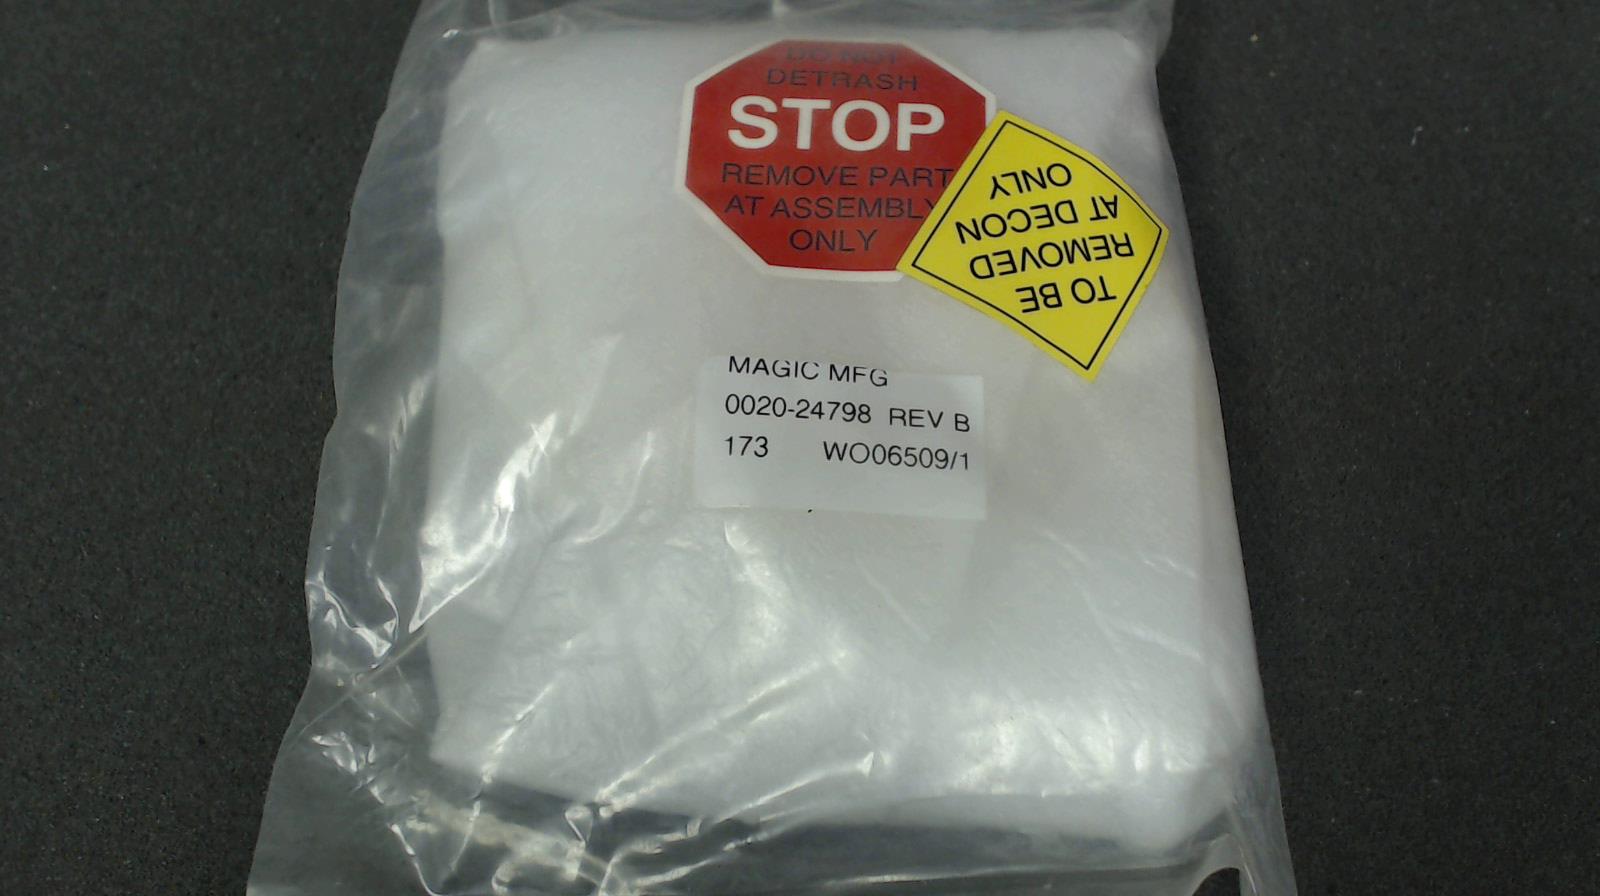 DO NOT
DETRASH
STOP
REMOVE PART
AT ASSEMBLY
ONLY
TO BE
REMOVED
AT DECON
ONLY
MAGIC MFG
0020-24798 REV B
173 WO06509/1